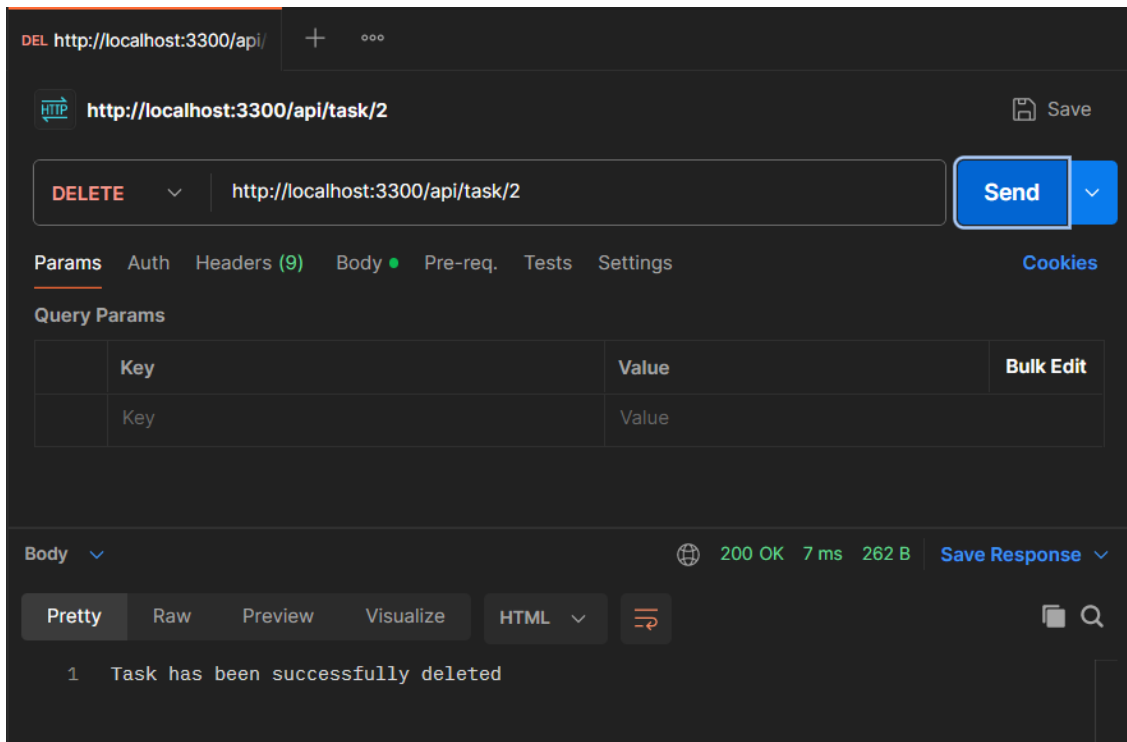 DEL http://localhost:3300/api/
HTTP http://localhost:3300/api/task/2 Save
DELETE http://localhost:3300/api/task/2 Send
Params Auth Headers (9) Body Pre-req. Tests Settings Cookies
Query Params
Key Value Bulk Edit
Key Value
Body 200 OK 7 ms 262 B Save Response
Pretty Raw Preview Visualize HTML
1 Task has been successfully deleted